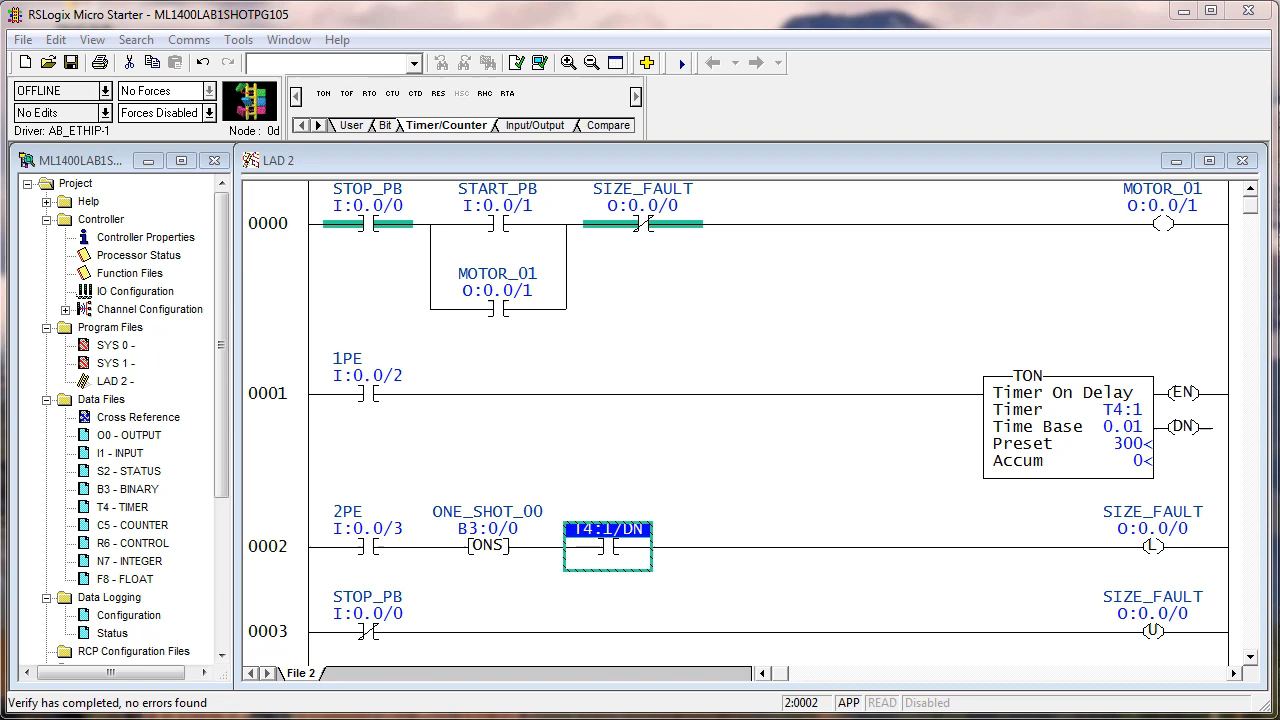 RSLogix Micro Starter - ML1400LAB1SHOTPG105
File Edit View Search Comms Tools Window Help
OFFLINE No Forces
No Edits Forces Disabled
Driver: AB_ETHIP-1 Node : 0d
TON TOF RTO CTU CTD RES HSC RHC RTA
User Bit Timer/Counter Input/Output Compare
ML1400LAB1S...
Project
Help
Controller
Controller Properties
Processor Status
Function Files
IO Configuration
Channel Configuration
Program Files
SYS 0 -
SYS 1 -
LAD 2 -
Data Files
Cross Reference
O0 - OUTPUT
I1 - INPUT
S2 - STATUS
B3 - BINARY
T4 - TIMER
C5 - COUNTER
R6 - CONTROL
N7 - INTEGER
F8 - FLOAT
Data Logging
Configuration
Status
RCP Configuration Files
LAD 2
STOP_PB START_PB SIZE_FAULT MOTOR_01
I:0.0/0 I:0.0/1 O:0.0/0 O:0.0/1
0000
MOTOR_01
O:0.0/1
1PE
I:0.0/2
0001
TON
Timer On Delay
Timer T4:1
Time Base 0.01
Preset 300<
Accum 0<
EN
DN
2PE ONE_SHOT_00 SIZE_FAULT
I:0.0/3 B3:0/0 T4:1/DN O:0.0/0
0002 ONS L
STOP_PB SIZE_FAULT
I:0.0/0 O:0.0/0
0003 U
File 2
Verify has completed, no errors found 2:0002 APP READ Disabled